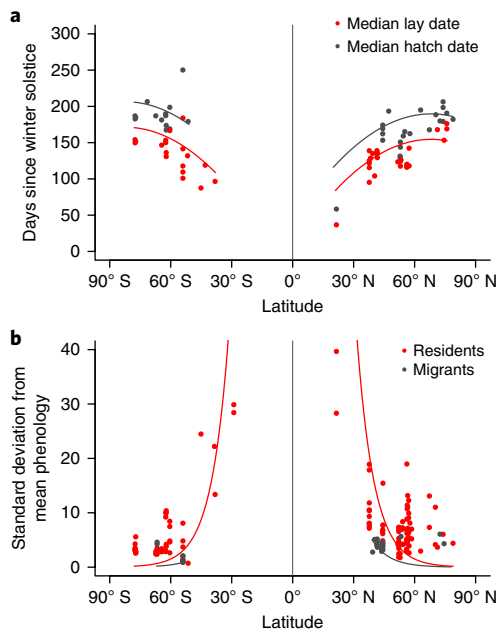 a
Median lay date
Median hatch date
Days since winter solstice
300
250
200
150
100
50
0
90° S 60° S 30° S 0° 30° N 60° N 90° N
Latitude
b
Residents
Migrants
Standard deviation from
mean phenology
40
30
20
10
0
90° S 60° S 30° S 0° 30° N 60° N 90° N
Latitude